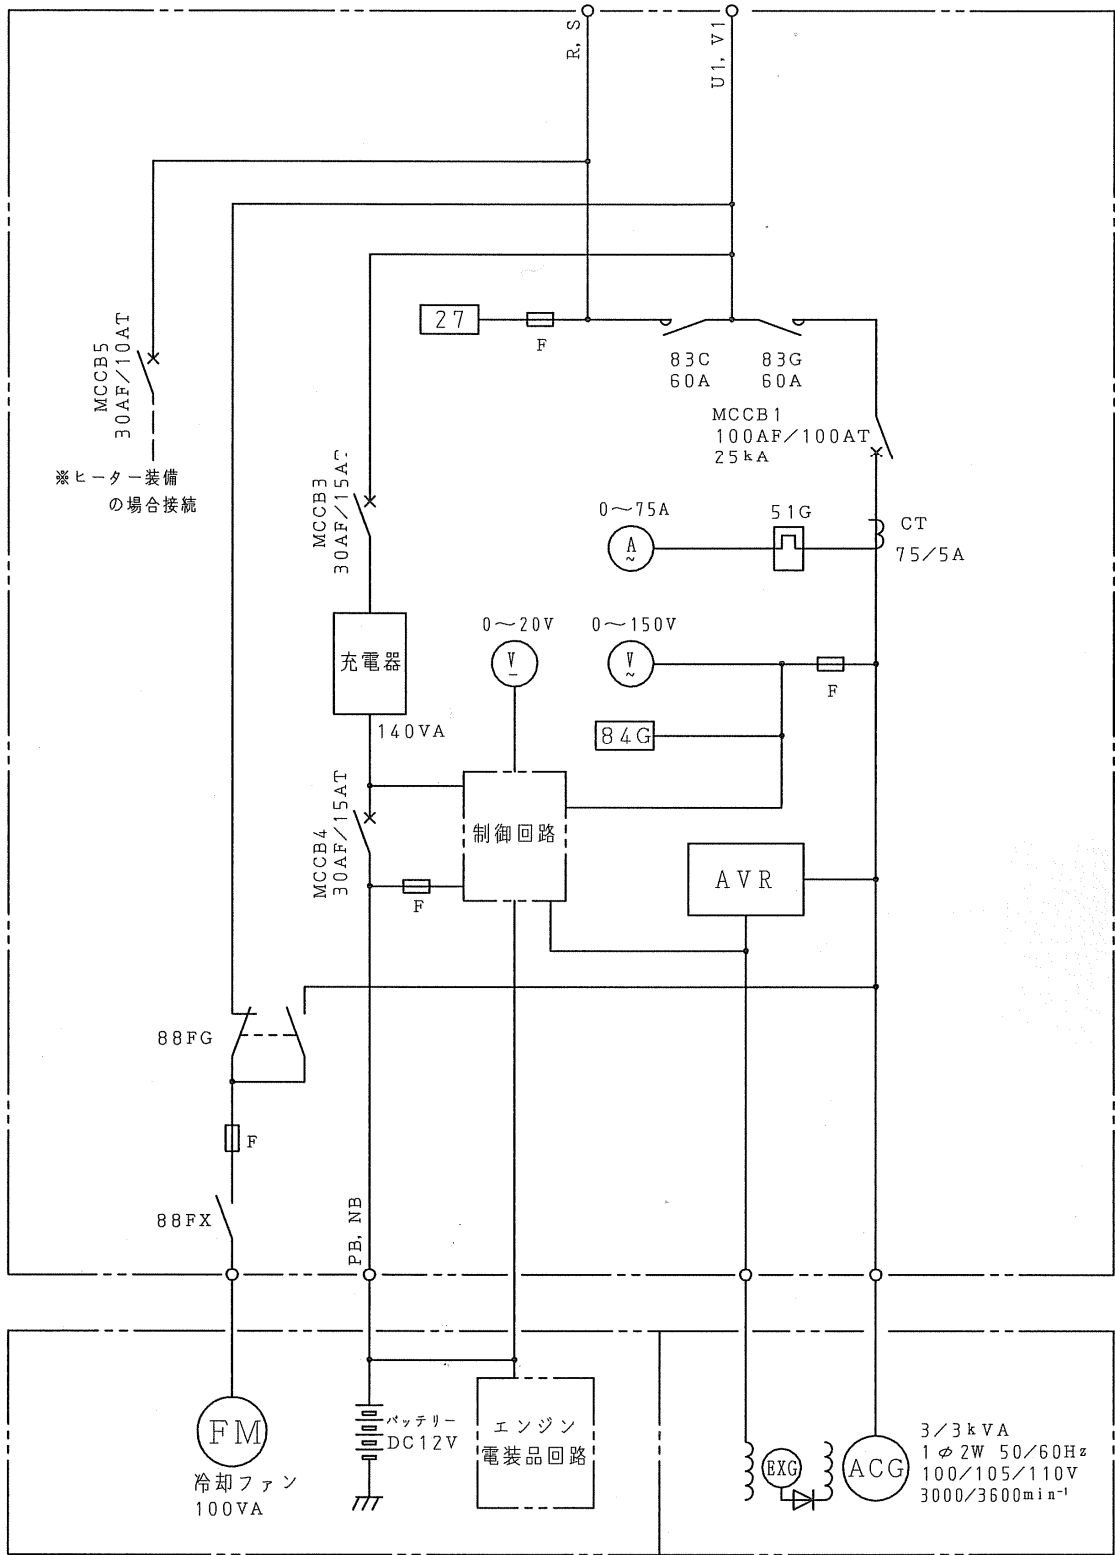 R, S
U1, V1
27
F
83C
60A
83G
60A
MCCB5
30AF/10AT
※ヒーター装備
の場合接続
MCCB1
100AF/100AT
25kA
MCCB3
30AF/15AT
0〜75A
A
~
51G
CT
75/5A
充電器
140VA
0〜20V
V
0〜150V
V
~
F
84G
制御回路
MCCB4
30AF/15AT
F
AVR
88FG
F
88FX
PB, NB
FM
冷却ファン
100VA
バッテリー
DC12V
エンジン
電装品回路
EXG
ACG
3/3kVA
1φ2W 50/60Hz
100/105/110V
3000/3600min⁻¹